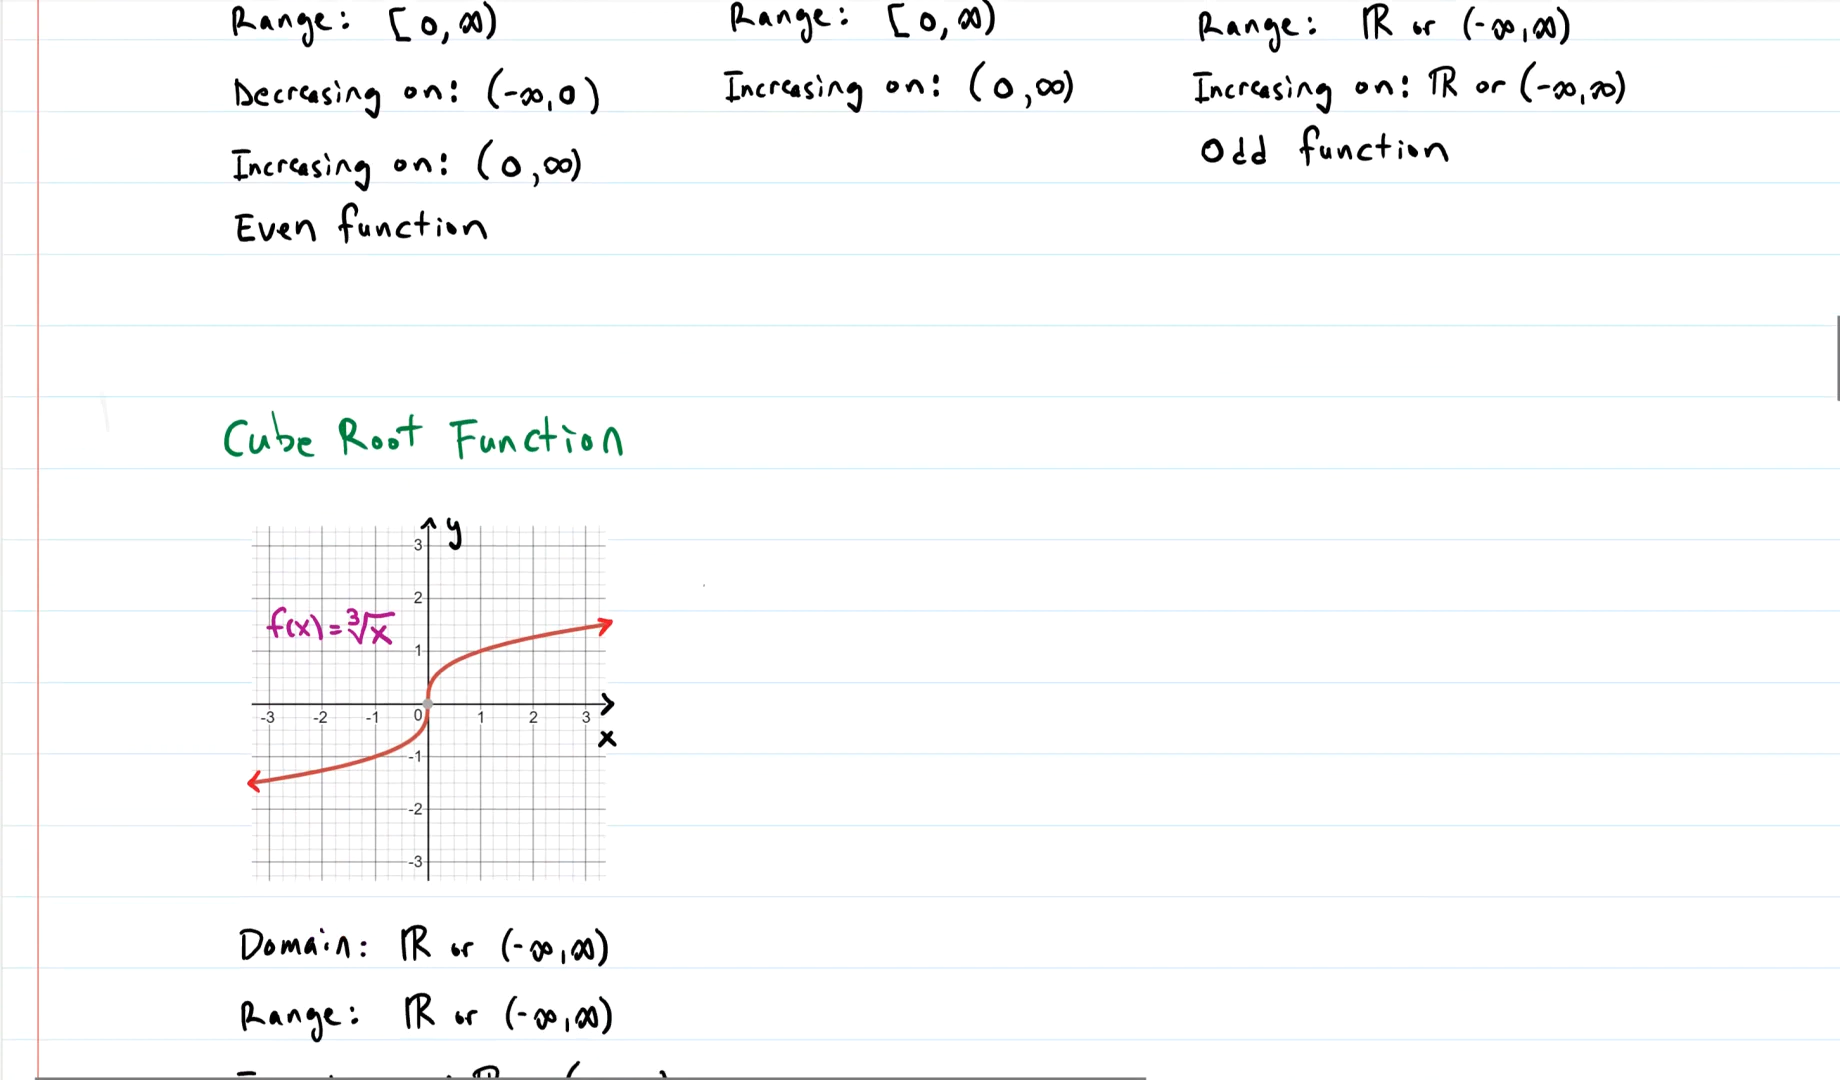 Range: [0,∞)
Decreasing on: (-∞,0)
Increasing on: (0,∞)
Even function
Range: [0,∞)
Increasing on: (0,∞)
Range: ℝ or (-∞,∞)
Increasing on: ℝ or (-∞,∞)
Odd function
Cube Root Function
y
f(x)=∛x
3
2
1
-3 -2 -1 0 1 2 3
x
-1
-2
-3
Domain: ℝ or (-∞,∞)
Range: ℝ or (-∞,∞)